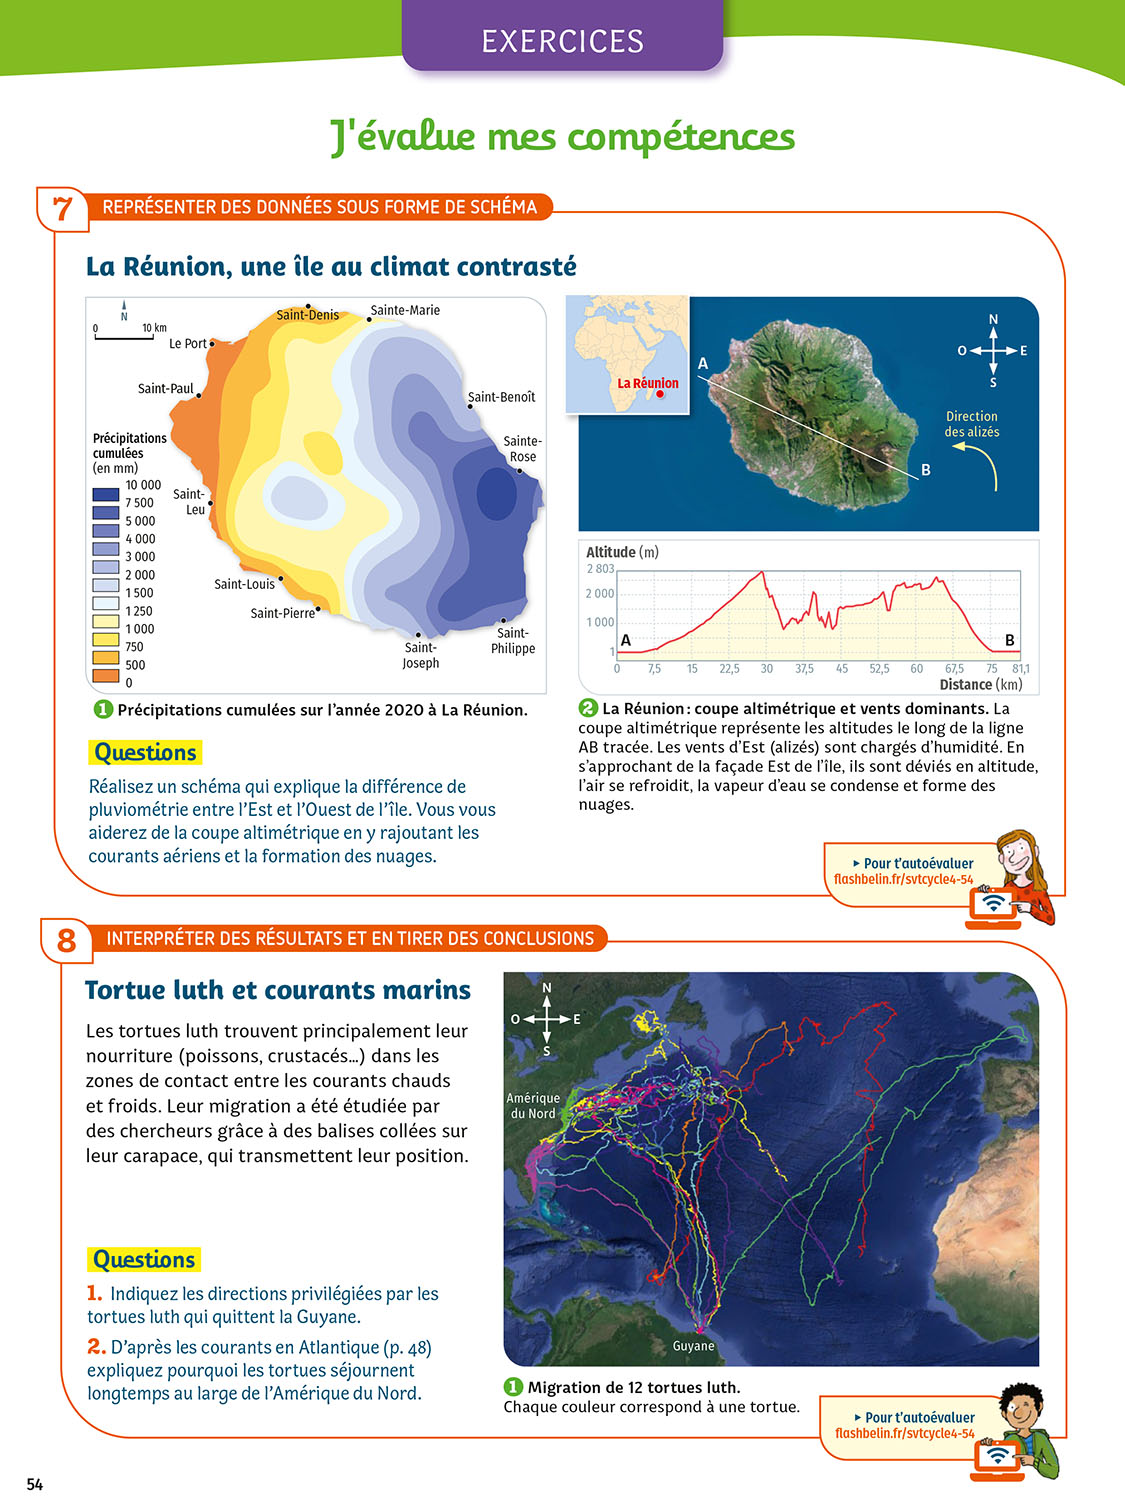 EXERCICES
J'évalue mes compétences
7
REPRÉSENTER DES DONNÉES SOUS FORME DE SCHÉMA
La Réunion, une île au climat contrasté
N
0 10 km
Saint-Denis
Sainte-Marie
Le Port
Saint-Paul
Saint-Benoît
Sainte-
Rose
Précipitations
cumulées
(en mm)
10 000
7 500
5 000
4 000
3 000
2 000
1 500
1 250
1 000
750
500
0
Saint-
Leu
Saint-Louis
Saint-Pierre
Saint-
Joseph
Saint-
Philippe
1 Précipitations cumulées sur l'année 2020 à La Réunion.
La Réunion
A
B
N
O E
S
Direction
des alizés
Altitude (m)
2 803
2 000
1 000
1
A
B
0 7,5 15 22,5 30 37,5 45 52,5 60 67,5 75 81,1
Distance (km)
2 La Réunion : coupe altimétrique et vents dominants. La
coupe altimétrique représente les altitudes le long de la ligne
AB tracée. Les vents d'Est (alizés) sont chargés d'humidité. En
s'approchant de la façade Est de l'île, ils sont déviés en altitude,
l'air se refroidit, la vapeur d'eau se condense et forme des
nuages.
Questions
Réalisez un schéma qui explique la différence de
pluviométrie entre l'Est et l'Ouest de l'île. Vous vous
aiderez de la coupe altimétrique en y rajoutant les
courants aériens et la formation des nuages.
Pour t'autoévaluer
flashbelin.fr/svtcycle4-54
8
INTERPRÉTER DES RÉSULTATS ET EN TIRER DES CONCLUSIONS
Tortue luth et courants marins
Les tortues luth trouvent principalement leur
nourriture (poissons, crustacés...) dans les
zones de contact entre les courants chauds
et froids. Leur migration a été étudiée par
des chercheurs grâce à des balises collées sur
leur carapace, qui transmettent leur position.
Questions
1. Indiquez les directions privilégiées par les
tortues luth qui quittent la Guyane.
2. D'après les courants en Atlantique (p. 48)
expliquez pourquoi les tortues séjournent
longtemps au large de l'Amérique du Nord.
N
O E
S
Amérique
du Nord
Guyane
1 Migration de 12 tortues luth.
Chaque couleur correspond à une tortue.
Pour t'autoévaluer
flashbelin.fr/svtcycle4-54
54